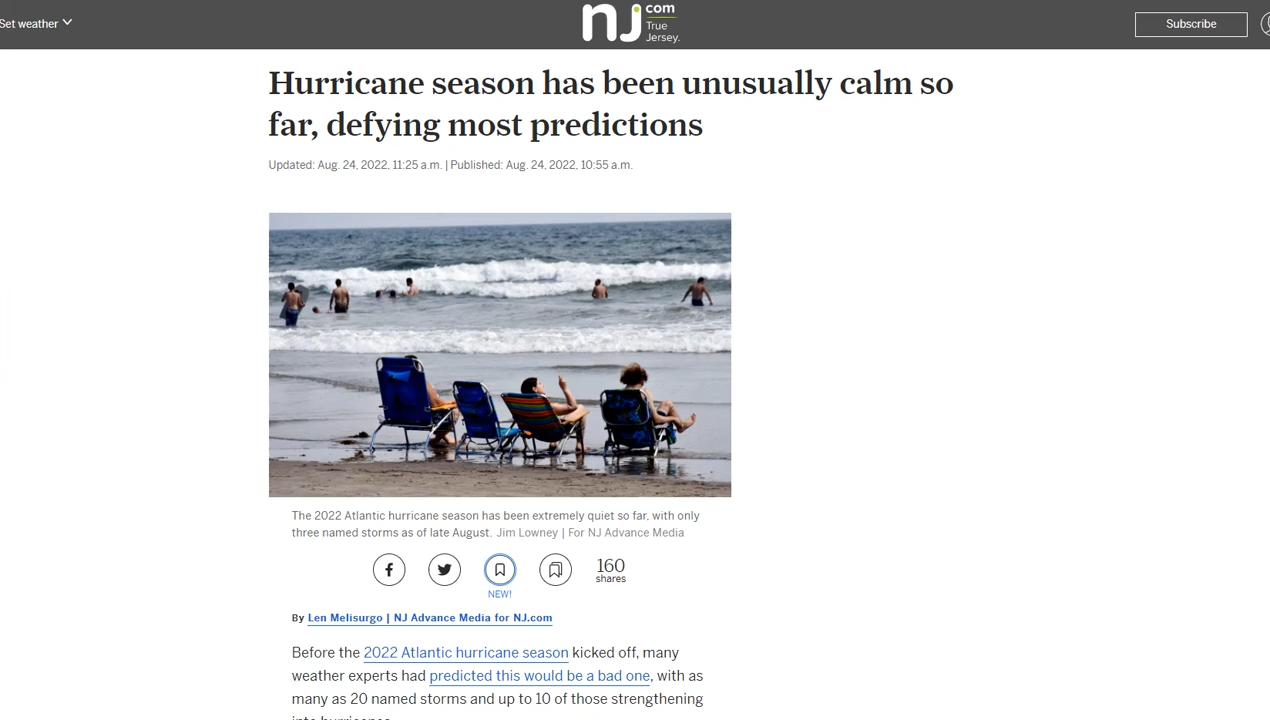 Set weather
nj
com
True
Jersey.
Subscribe
Hurricane season has been unusually calm so
far, defying most predictions
Updated: Aug. 24, 2022, 11:25 a.m. | Published: Aug. 24, 2022, 10:55 a.m.
The 2022 Atlantic hurricane season has been extremely quiet so far, with only
three named storms as of late August. Jim Lowney | For NJ Advance Media
160
shares
NEW!
By Len Melisurgo | NJ Advance Media for NJ.com
Before the 2022 Atlantic hurricane season kicked off, many
weather experts had predicted this would be a bad one, with as
many as 20 named storms and up to 10 of those strengthening
into hurricanes